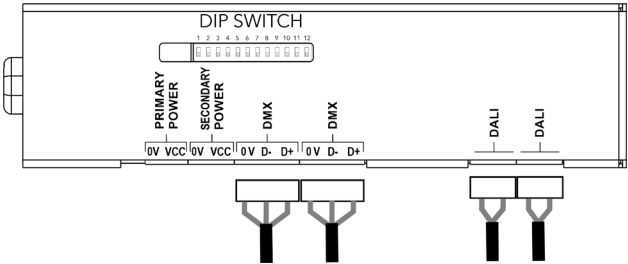 DIP SWITCH
1 2 3 4 5 6 7 8 9 10 11 12
PRIMARY
POWER
SECONDARY
POWER
DMX
DMX
DALI
DALI
0V VCC 0V VCC 0V D- D+ 0V D- D+